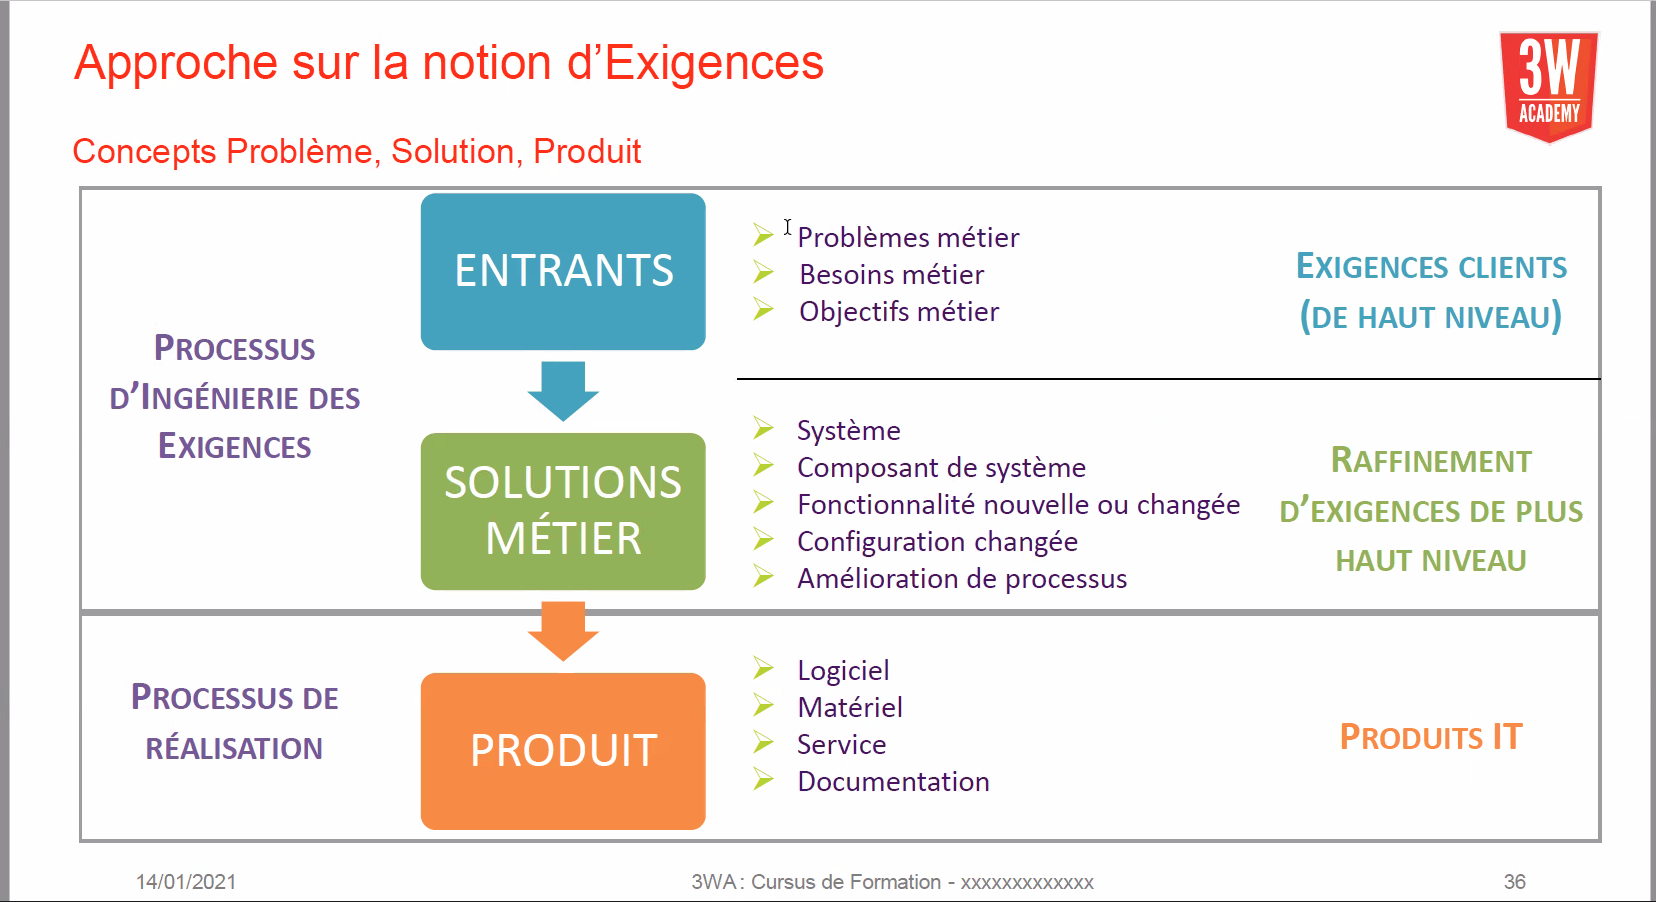 Approche sur la notion d’Exigences
3W
ACADEMY
Concepts Problème, Solution, Produit
PROCESSUS
D’INGÉNIERIE DES
EXIGENCES
ENTRANTS
Problèmes métier
Besoins métier
Objectifs métier
EXIGENCES CLIENTS
(DE HAUT NIVEAU)
SOLUTIONS
MÉTIER
Système
Composant de système
Fonctionnalité nouvelle ou changée
Configuration changée
Amélioration de processus
RAFFINEMENT
D’EXIGENCES DE PLUS
HAUT NIVEAU
PROCESSUS DE
RÉALISATION
PRODUIT
Logiciel
Matériel
Service
Documentation
PRODUITS IT
14/01/2021
3WA : Cursus de Formation - xxxxxxxxxxxxx
36